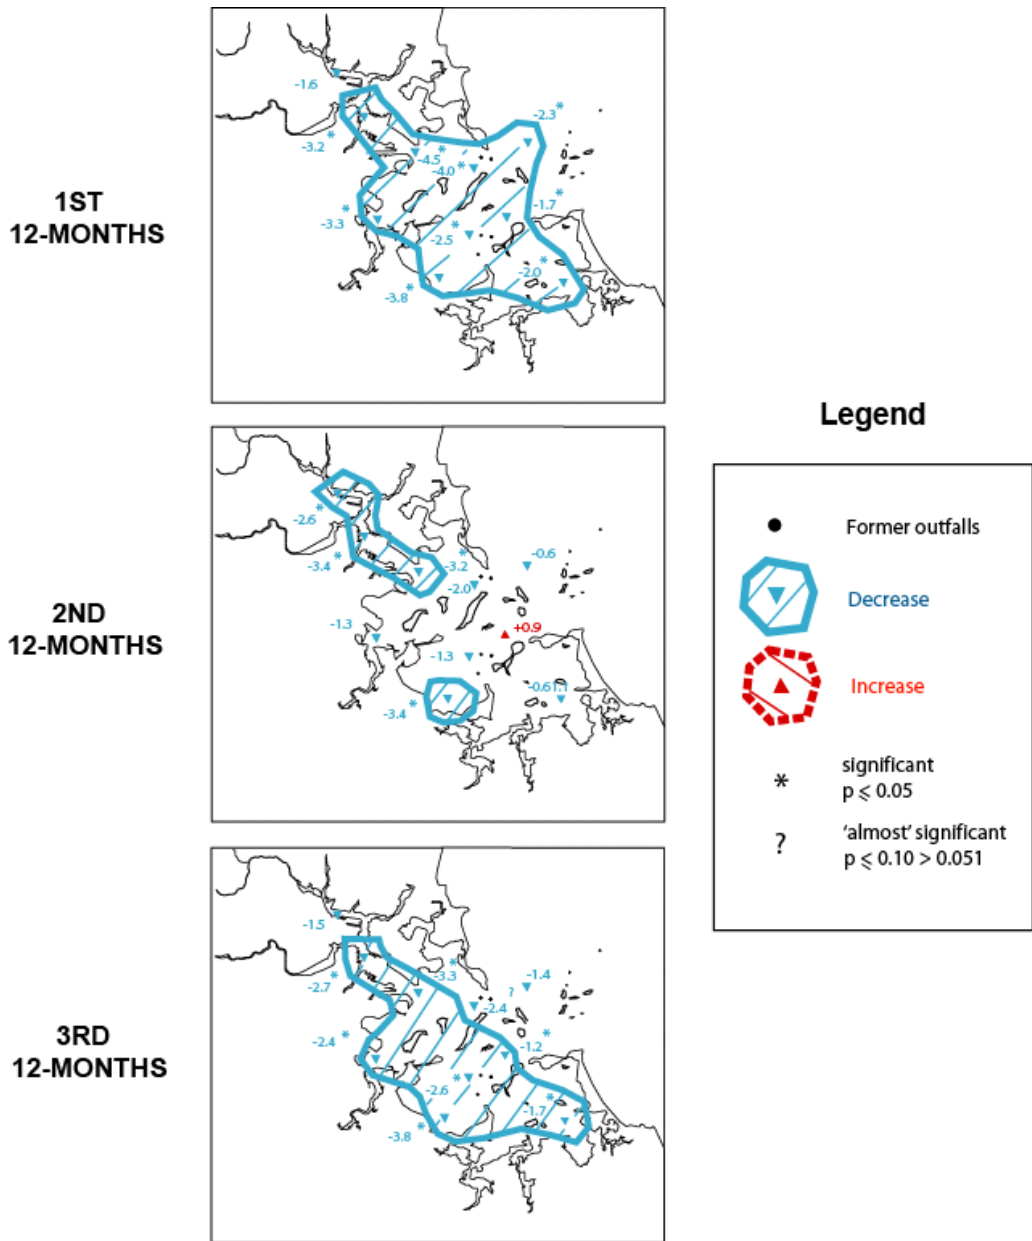 1ST
12-MONTHS
-1.6
-3.2 *
-2.3 *
-4.5 *
-4.0 *
-3.3 *
-1.7 *
-2.5 *
-2.0 *
-3.8 *
2ND
12-MONTHS
-2.6 *
-3.4 *
-3.2 *
-0.6
-2.0
-1.3
+0.9
-1.3
-0.61.1
-3.4 *
3RD
12-MONTHS
-1.5
-2.7 *
-3.3 *
-1.4
?
-2.4
-2.4 *
-1.2 *
-2.6 *
-1.7 *
?
-3.8 *
Legend
Former outfalls
Decrease
Increase
* significant
p ⩽ 0.05
? 'almost' significant
p ⩽ 0.10 > 0.051